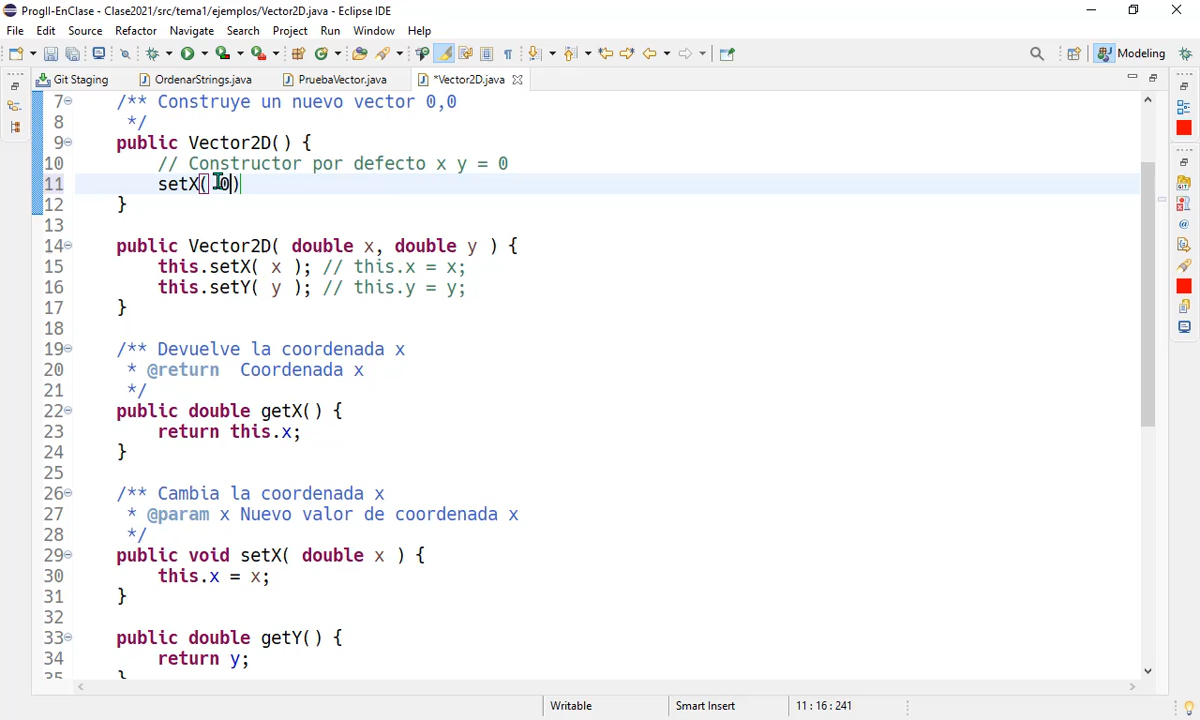 ProgII-EnClase - Clase2021/src/tema1/ejemplos/Vector2D.java - Eclipse IDE
File Edit Source Refactor Navigate Search Project Run Window Help
Modeling
Git Staging OrdenarStrings.java PruebaVector.java *Vector2D.java
7 /** Construye un nuevo vector 0,0
8 */
9 public Vector2D() {
10 // Constructor por defecto x y = 0
11 setX( 0)
12 }
13
14 public Vector2D( double x, double y ) {
15 this.setX( x ); // this.x = x;
16 this.setY( y ); // this.y = y;
17 }
18
19 /** Devuelve la coordenada x
20 * @return Coordenada x
21 */
22 public double getX() {
23 return this.x;
24 }
25
26 /** Cambia la coordenada x
27 * @param x Nuevo valor de coordenada x
28 */
29 public void setX( double x ) {
30 this.x = x;
31 }
32
33 public double getY() {
34 return y;
35 }
Writable Smart Insert 11 : 16 : 241